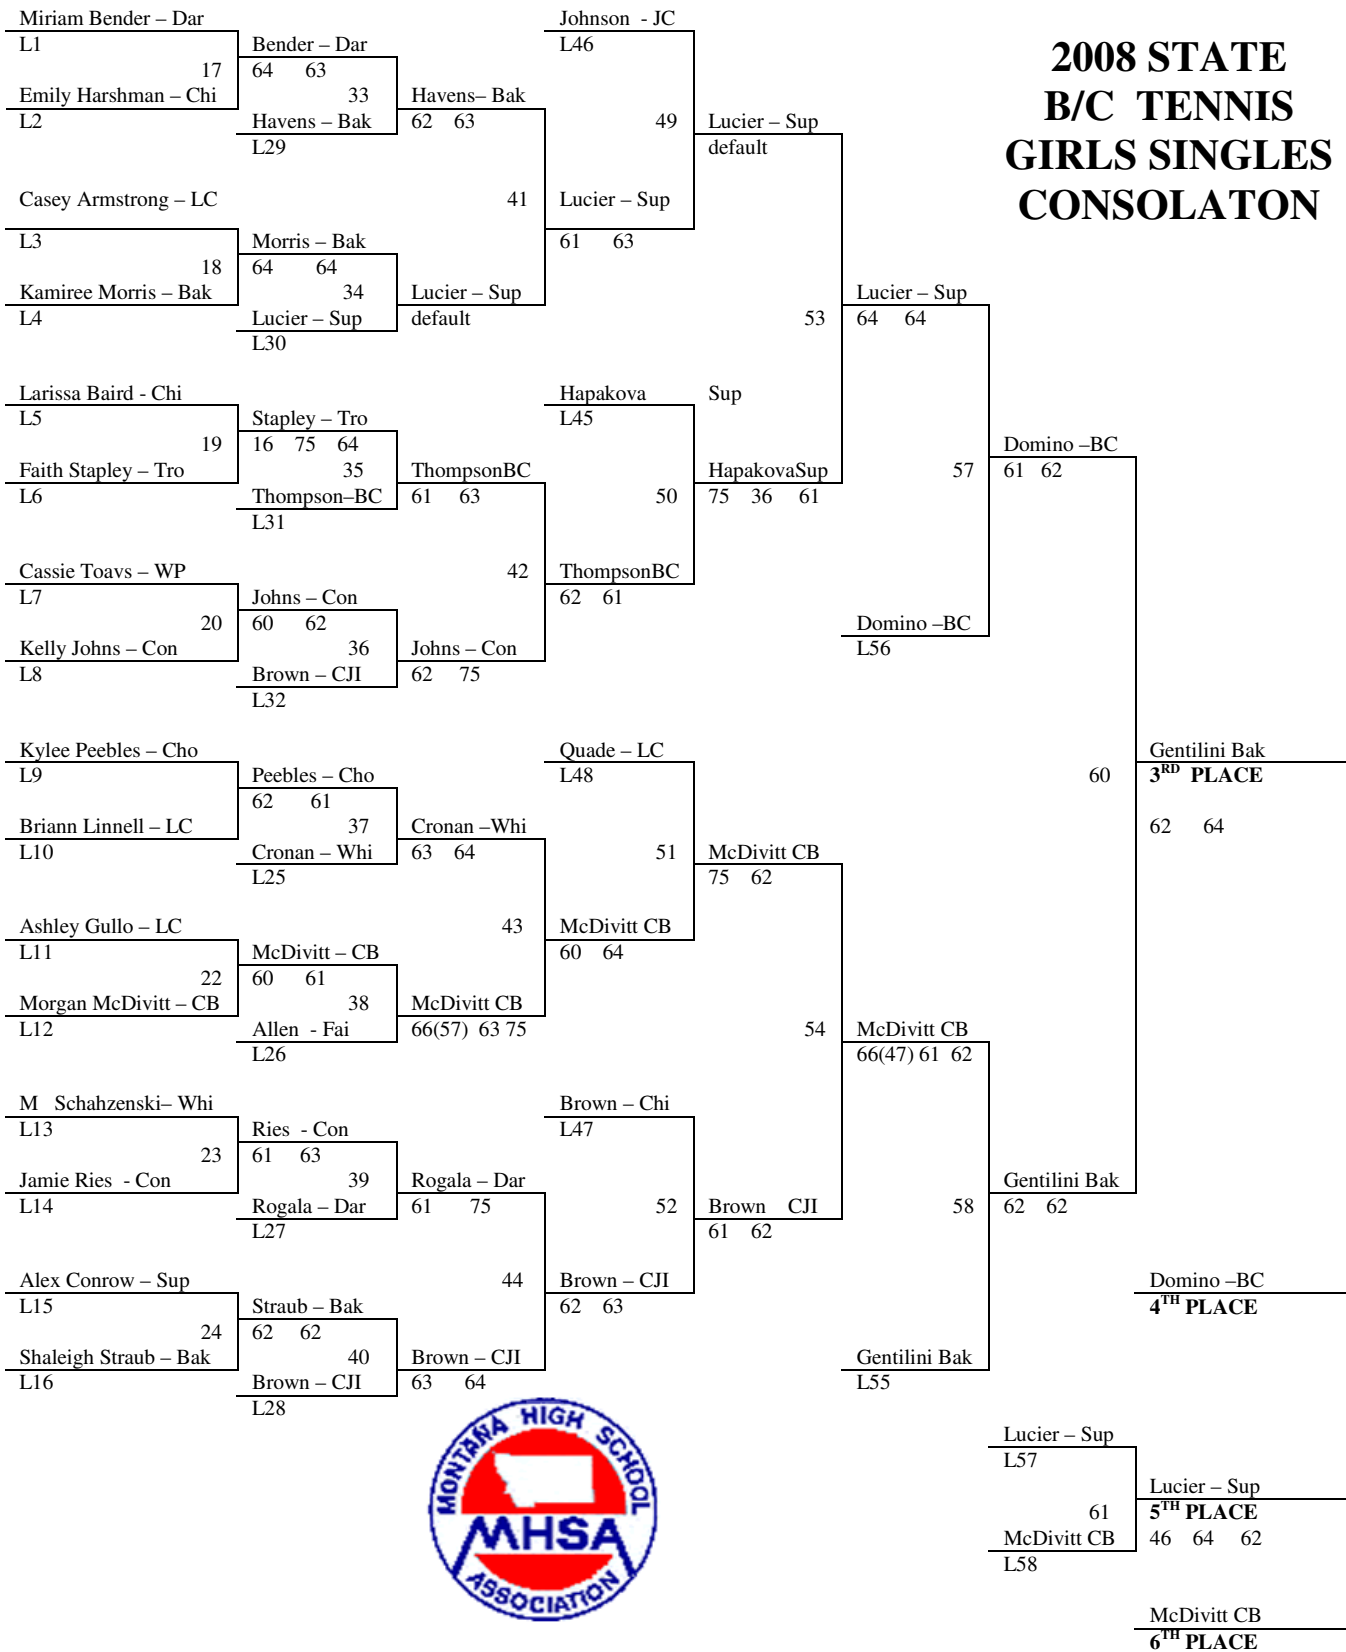 Miriam Bender – Dar
L1
17
Emily Harshman – Chi
L2
Casey Armstrong – LC
L3
18
Kamiree Morris – Bak
L4
Larissa Baird - Chi
L5
19
Faith Stapley – Tro
L6
Cassie Toavs – WP
L7
20
Kelly Johns – Con
L8
Kylee Peebles – Cho
L9
Briann Linnell – LC
L10
Ashley Gullo – LC
L11
22
Morgan McDivitt – CB
L12
M Schahzenski– Whi
L13
23
Jamie Ries - Con
L14
Alex Conrow – Sup
L15
24
Shaleigh Straub – Bak
L16
Bender – Dar
64 63
33
Havens – Bak
L29
Morris – Bak
64 64
34
Lucier – Sup
L30
Stapley – Tro
16 75 64
35
Thompson–BC
L31
Johns – Con
60 62
36
Brown – CJI
L32
Peebles – Cho
62 61
37
Cronan – Whi
L25
McDivitt – CB
60 61
38
Allen - Fai
L26
Ries - Con
61 63
39
Rogala – Dar
L27
Straub – Bak
62 62
40
Brown – CJI
L28
Havens– Bak
62 63
41
Lucier – Sup
default
ThompsonBC
61 63
42
Johns – Con
62 75
Cronan –Whi
63 64
43
McDivitt CB
66(57) 63 75
Rogala – Dar
61 75
44
Brown – CJI
63 64
Johnson - JC
L46
49
Lucier – Sup
61 63
Hapakova Sup
L45
50
ThompsonBC
62 61
Quade – LC
L48
51
McDivitt CB
60 64
Brown – Chi
L47
52
Brown – CJI
62 63
Lucier – Sup
default
53
HapakovaSup
75 36 61
McDivitt CB
75 62
54
Brown CJI
61 62
Lucier – Sup
64 64
57
Domino –BC
L56
McDivitt CB
66(47) 61 62
58
Gentilini Bak
L55
Domino –BC
61 62
60
Gentilini Bak
62 62
Gentilini Bak
3RD PLACE
62 64
Domino –BC
4TH PLACE
Lucier – Sup
L57
61
McDivitt CB
L58
Lucier – Sup
5TH PLACE
46 64 62
McDivitt CB
6TH PLACE
2008 STATE
B/C TENNIS
GIRLS SINGLES
CONSOLATON
MONTANA HIGH SCHOOL
MHSA
ASSOCIATION